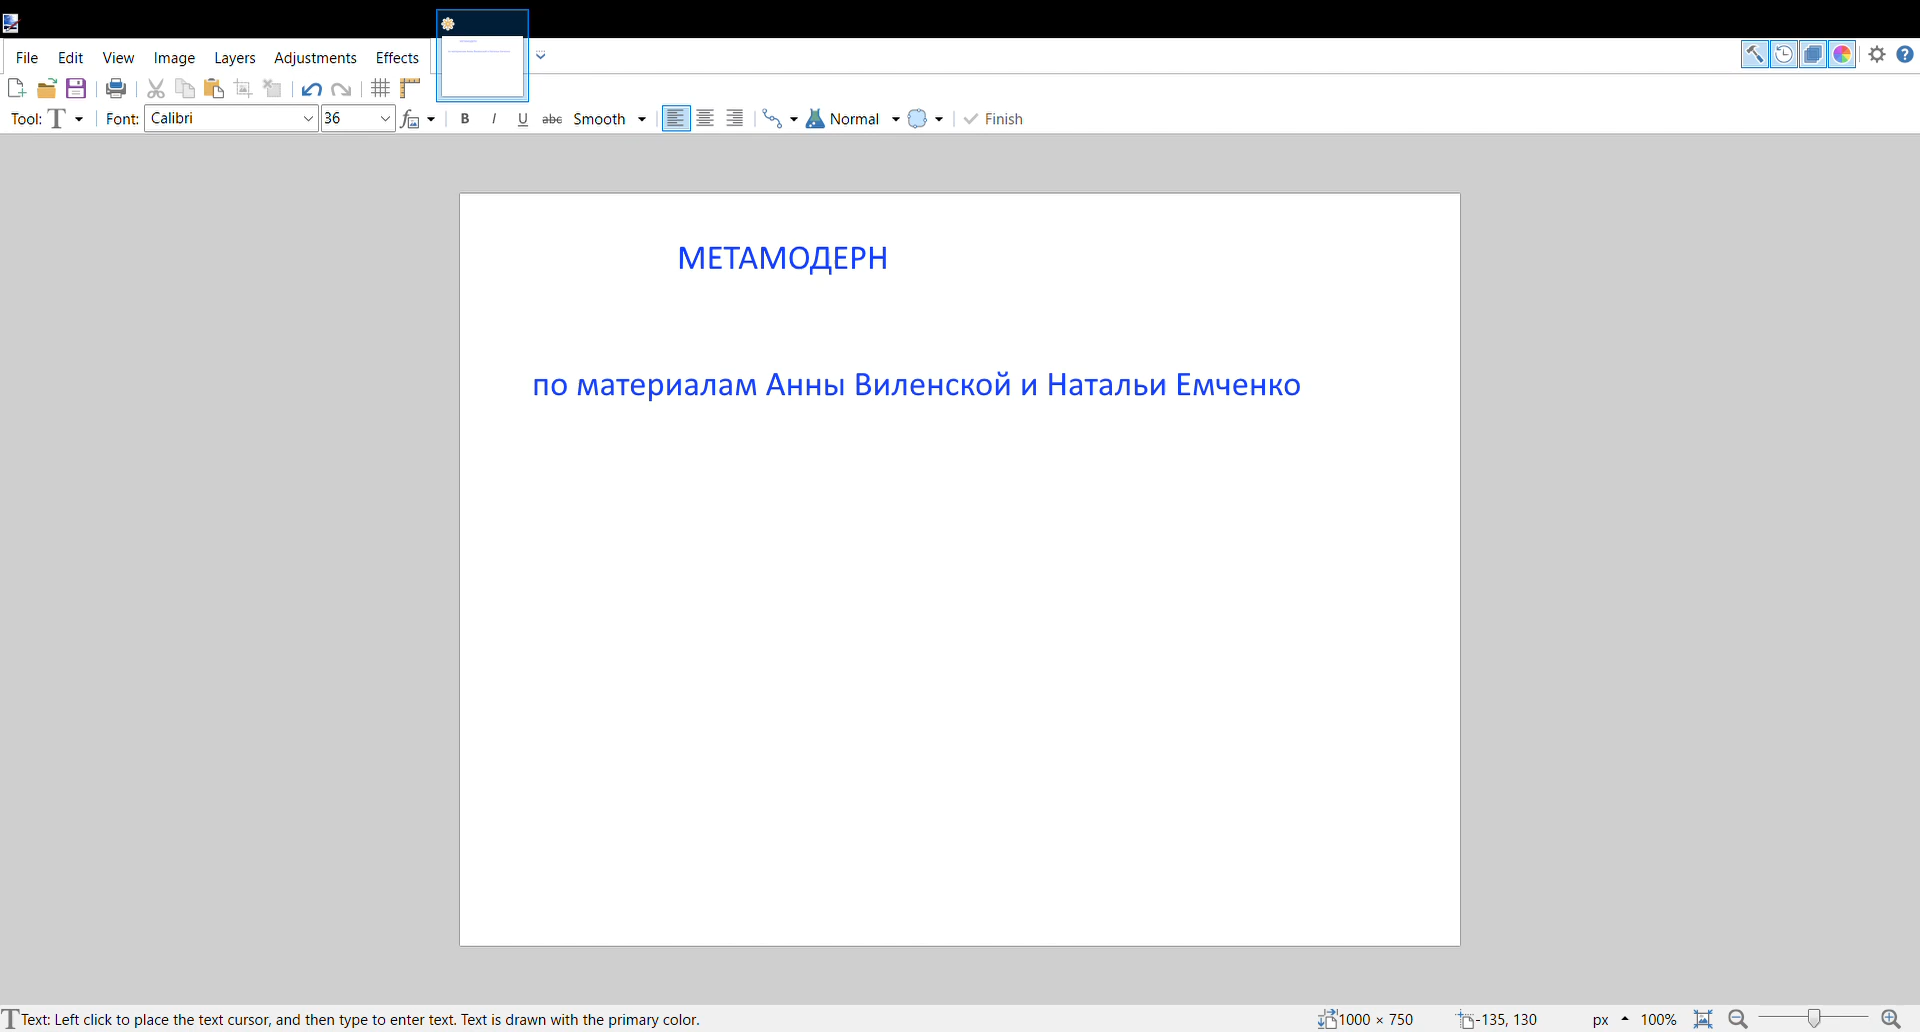 File Edit View Image Layers Adjustments Effects
Tool: Font: Calibri 36 B I U abc Smooth Normal Finish
МЕТАМОДЕРН
по материалам Анны Виленской и Натальи Емченко
Text: Left click to place the text cursor, and then type to enter text. Text is drawn with the primary color. 1000 × 750 -135, 130 px 100%